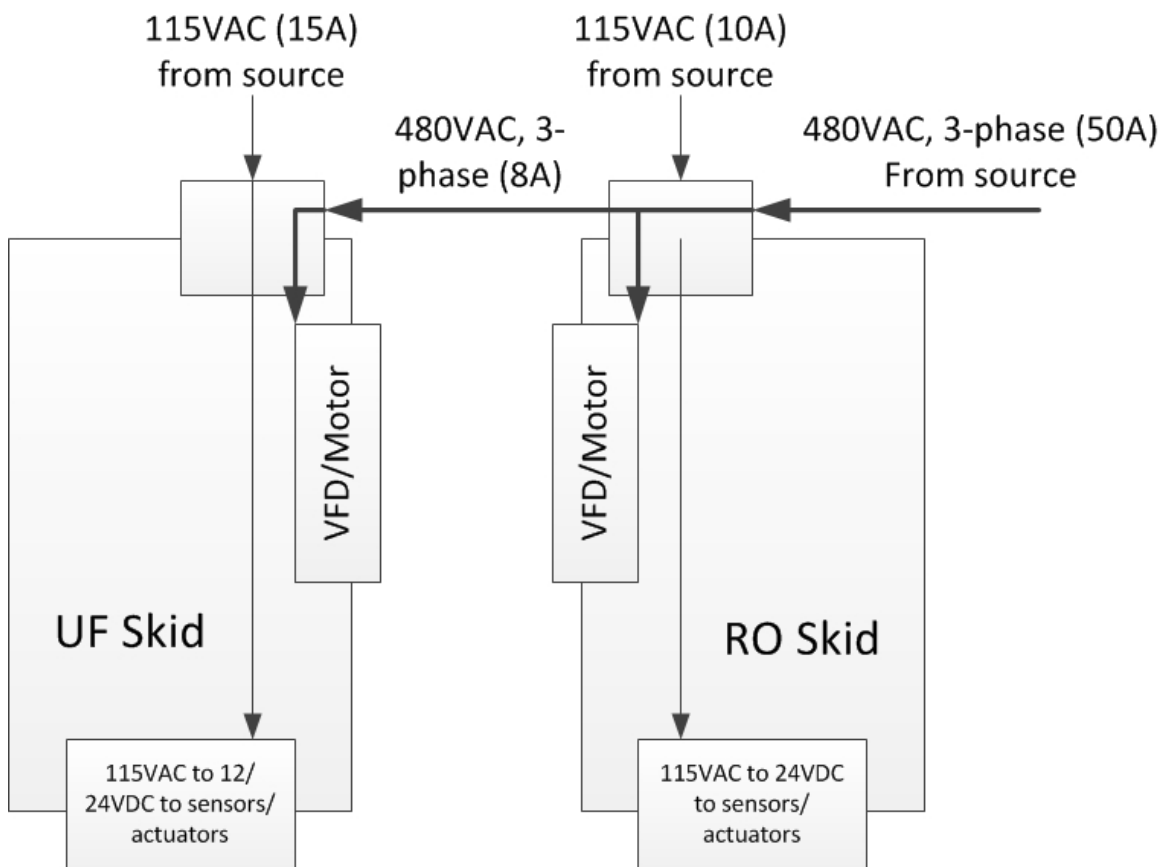 115VAC (15A)
from source
115VAC (10A)
from source
480VAC, 3-
phase (8A)
480VAC, 3-phase (50A)
From source
VFD/Motor
VFD/Motor
UF Skid
RO Skid
115VAC to 12/
24VDC to sensors/
actuators
115VAC to 24VDC
to sensors/
actuators